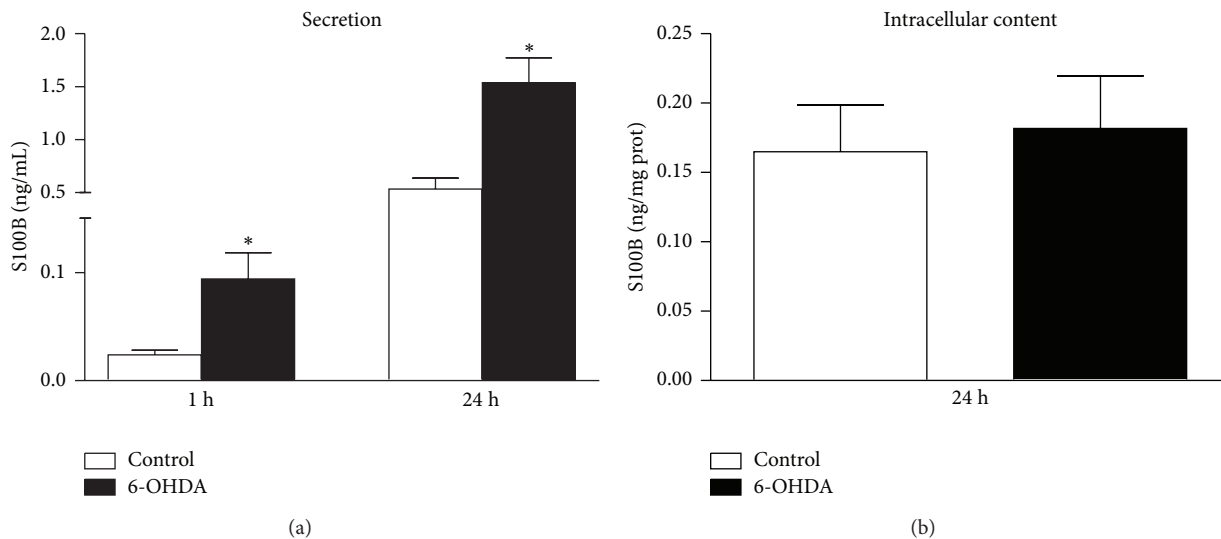 Secretion
S100B (ng/mL)
2.0
1.5
1.0
0.5
0.1
0.0
*
*
1 h
24 h
Control
6-OHDA
(a)
Intracellular content
S100B (ng/mg prot)
0.25
0.20
0.15
0.10
0.05
0.00
24 h
Control
6-OHDA
(b)